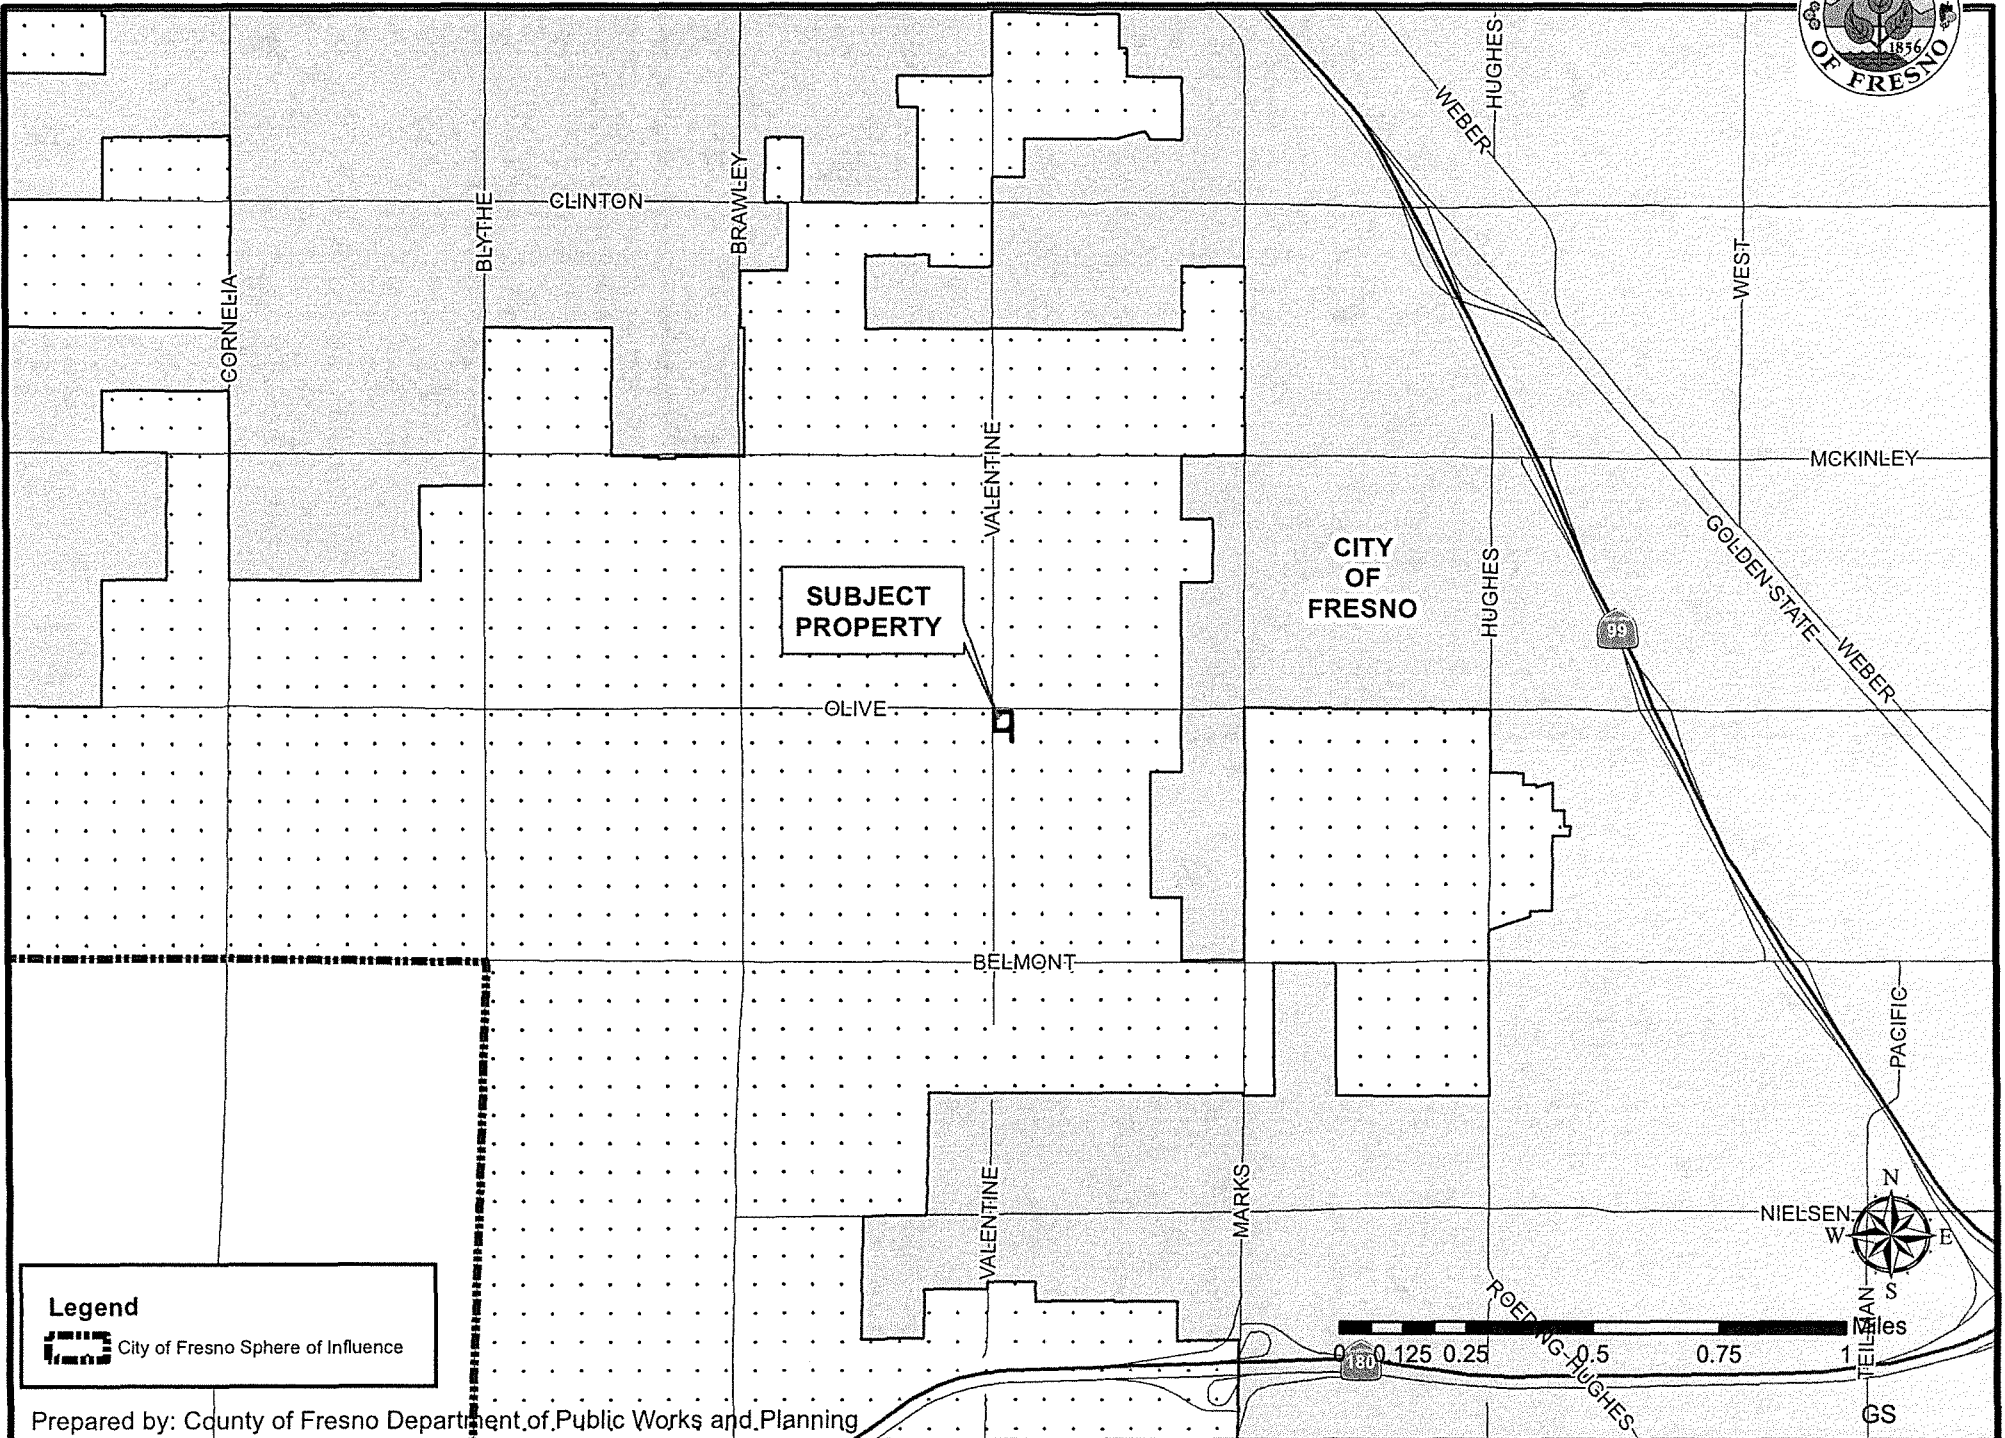 1856
OF FRESNO
HUGHES
WEBER
BRAWLEY
CLINTON
BLYTHE
WEST
CORNELIA
VALENTINE
MCKINLEY
GOLDEN STATE
CITY
OF
FRESNO
HUGHES
SUBJECT
PROPERTY
99
WEBER
OLIVE
BELMONT
PACIFIC
VALENTINE
MARKS
N
NIELSEN
W
E
S
Legend
City of Fresno Sphere of Influence
ROEDING
HUGHES
TEILMAN
Miles
0 0.125 0.25 0.5 0.75 1
180
Prepared by: County of Fresno Department of Public Works and Planning
GS